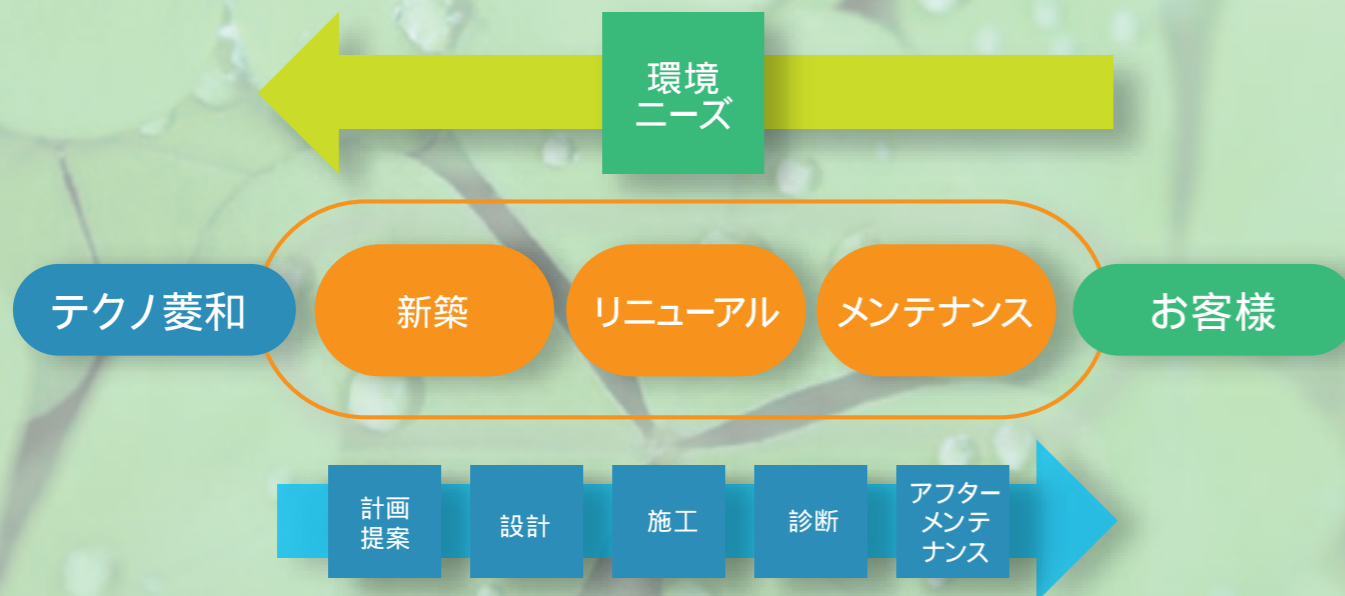 環境
ニーズ
テクノ菱和
新築
リニューアル
メンテナンス
お客様
計画
提案
設計
施工
診断
アフター
メンテ
ナンス